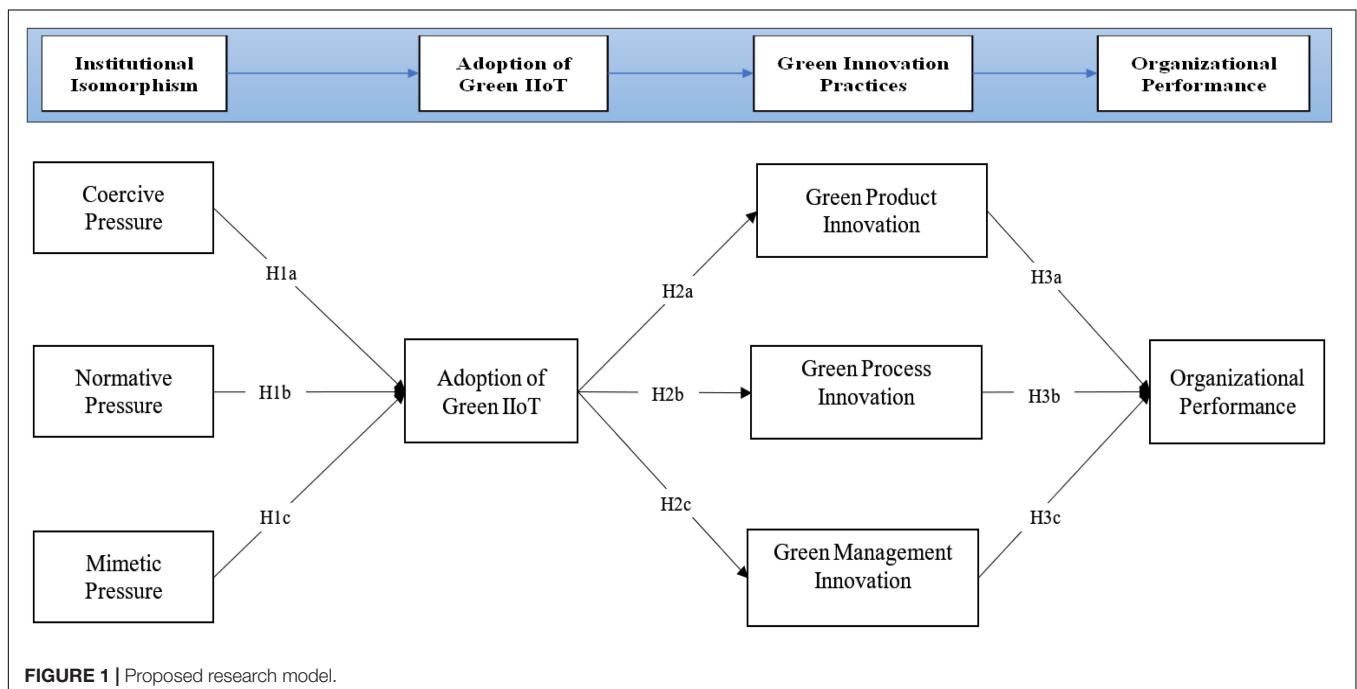 Institutional
Isomorphism
Adoption of
Green IIoT
Green Innovation
Practices
Organizational
Performance
Coercive
Pressure
Green Product
Innovation
H1a
H2a
H3a
Normative
Pressure
H1b
Adoption of
Green IIoT
H2b
Green Process
Innovation
H3b
Organizational
Performance
H1c
H2c
H3c
Mimetic
Pressure
Green Management
Innovation
FIGURE 1 | Proposed research model.